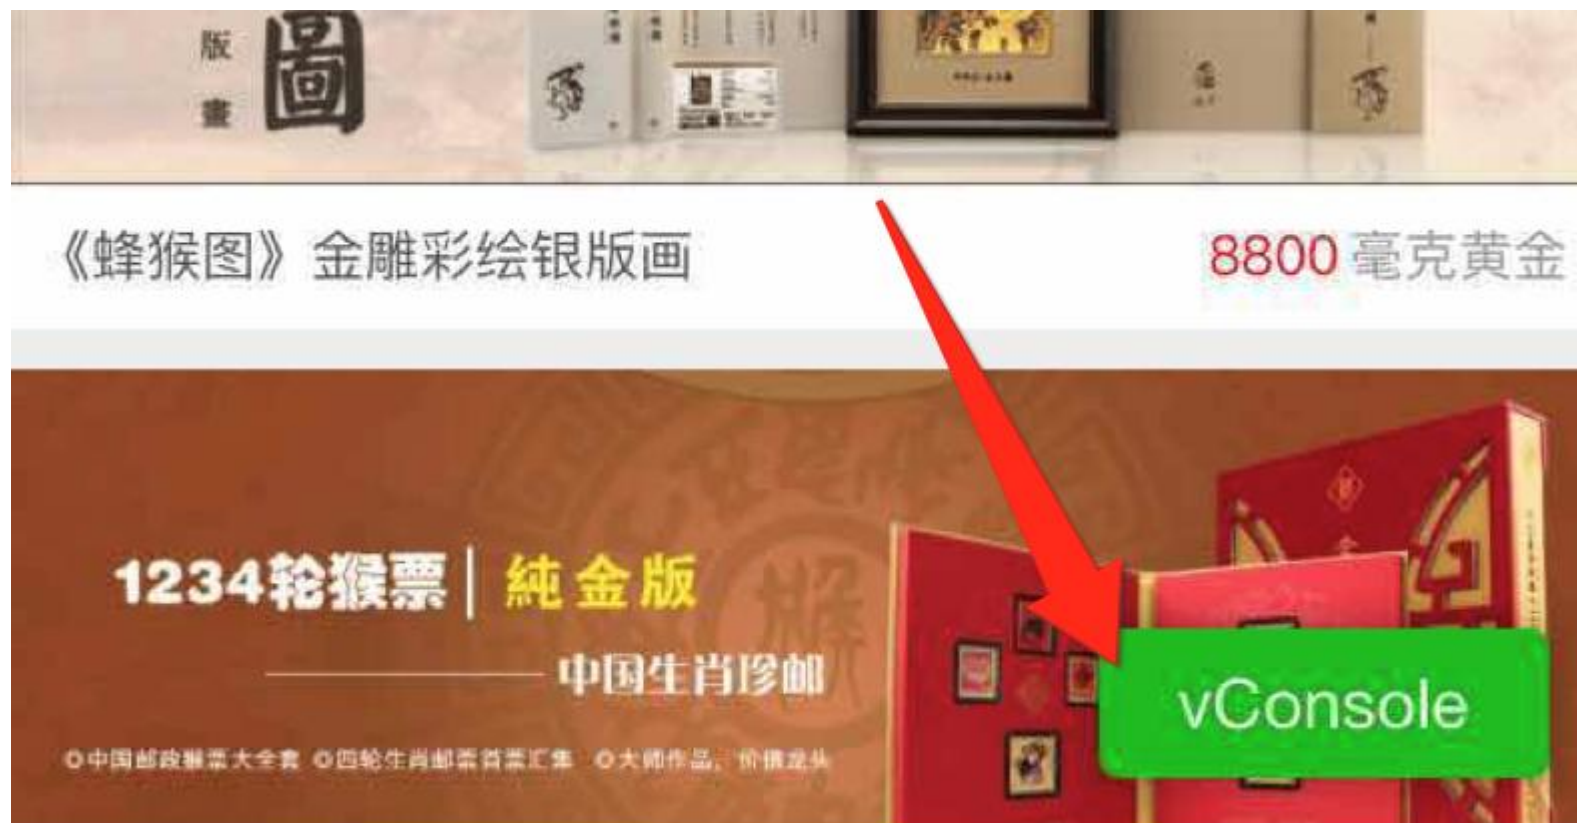 版
畫
圖
《蜂猴图》金雕彩绘银版画
8800 毫克黄金
1234轮猴票
純金版
中国生肖珍邮
中国邮政猴票大全套 四轮生肖邮票首票汇集 大师作品，价值龙头
猴
vConsole